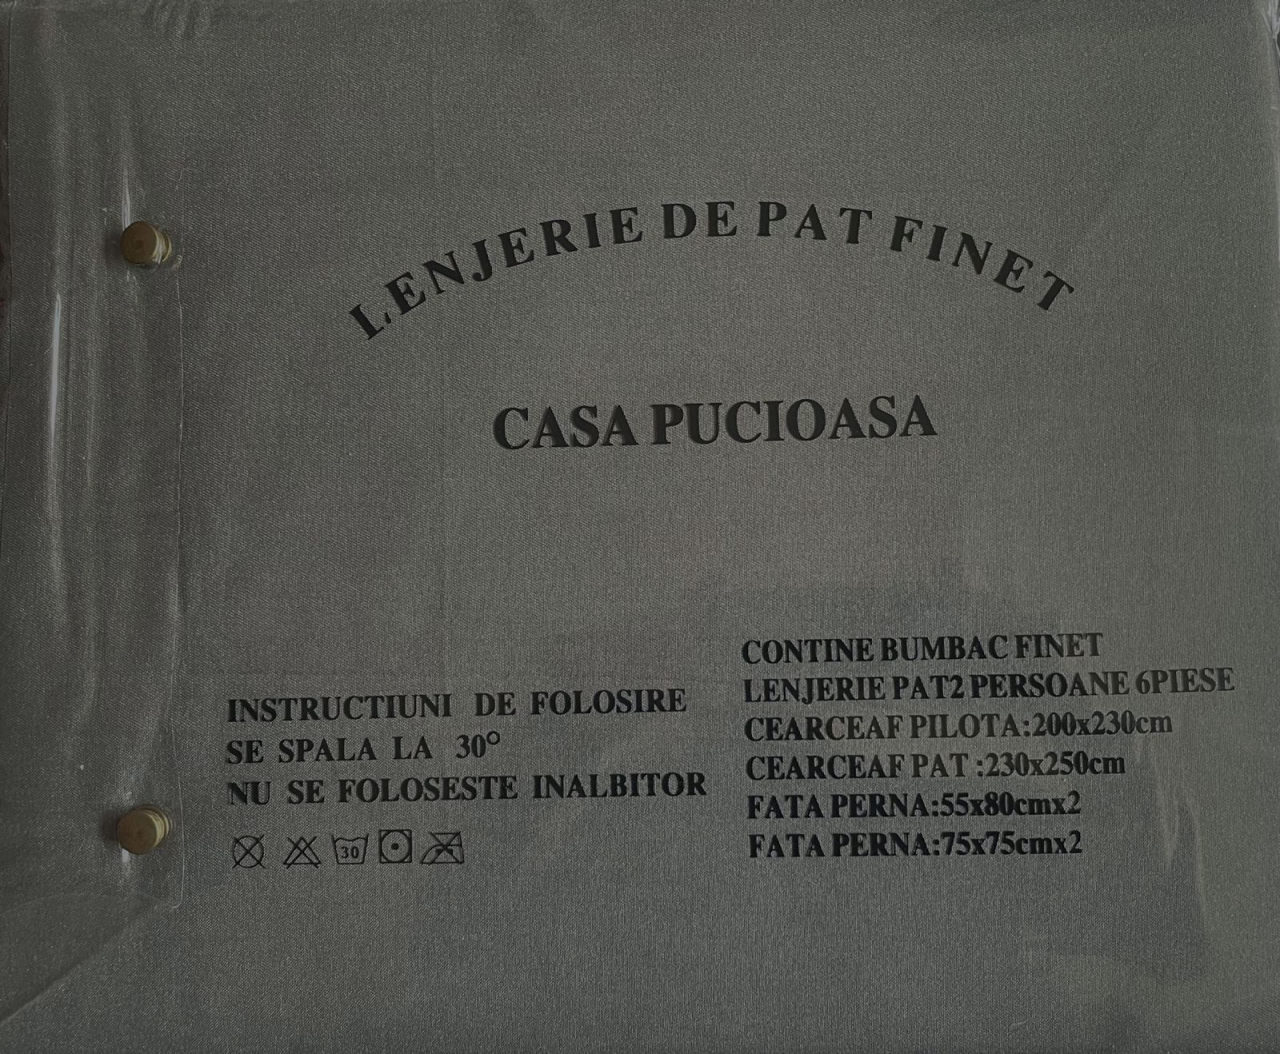 LENJERIE DE PAT FINET
CASA PUCIOASA
INSTRUCTIUNI DE FOLOSIRE
SE SPALA LA 30°
NU SE FOLOSESTE INALBITOR
30
CONTINE BUMBAC FINET
LENJERIE PAT2 PERSOANE 6PIESE
CEARCEAF PILOTA:200x230cm
CEARCEAF PAT :230x250cm
FATA PERNA:55x80cmx2
FATA PERNA:75x75cmx2